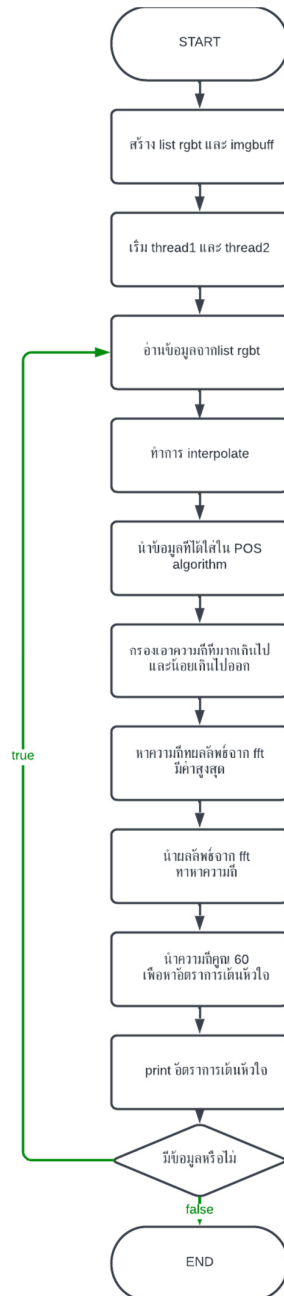 START
สร้าง list rgbt และ imgbuff
เริ่ม thread1 และ thread2
อ่านข้อมูลจากlist rgbt
ทำการ interpolate
นำข้อมูลที่ได้ใส่ใน POS
algorithm
กรองเอาความถี่ที่มากเกินไป
และน้อยเกินไปออก
หาความถี่ที่ผลลัพธ์จาก fft
มีค่าสูงสุด
นำผลลัพธ์จาก fft
ทาหาความถี่
นำความถี่คูณ 60
เพื่อหาอัตราการเต้นหัวใจ
print อัตราการเต้นหัวใจ
true
มีข้อมูลหรือไม่
false
END